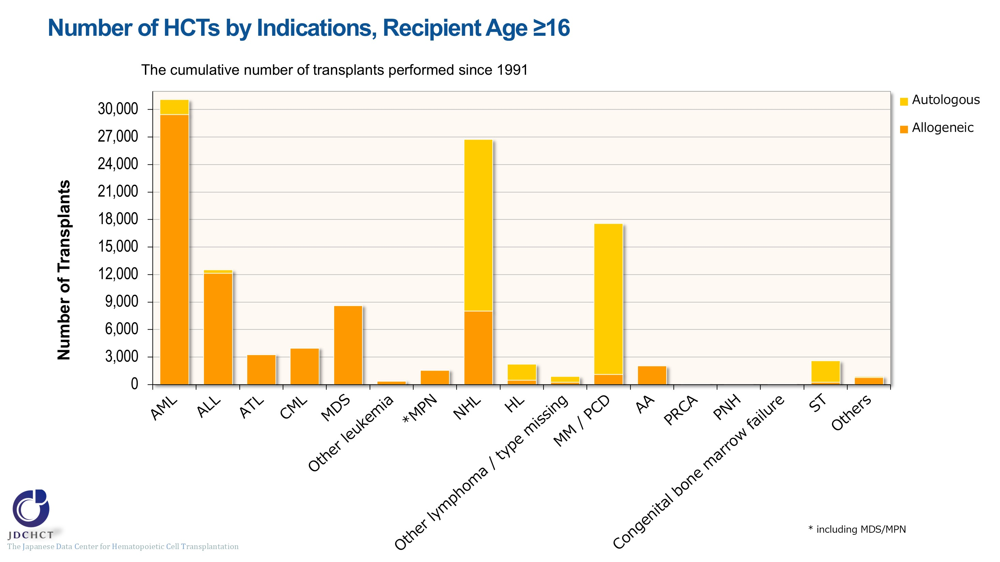 Number of HCTs by Indications, Recipient Age ≥16
The cumulative number of transplants performed since 1991
Autologous
Allogeneic
Number of Transplants
30,000
27,000
24,000
21,000
18,000
15,000
12,000
9,000
6,000
3,000
0
AML
ALL
ATL
CML
MDS
Other leukemia
*MPN
NHL
HL
Other lymphoma / type missing
MM / PCD
AA
PRCA
PNH
Congenital bone marrow failure
ST
Others
* including MDS/MPN
JDCHCT
The Japanese Data Center for Hematopoietic Cell Transplantation